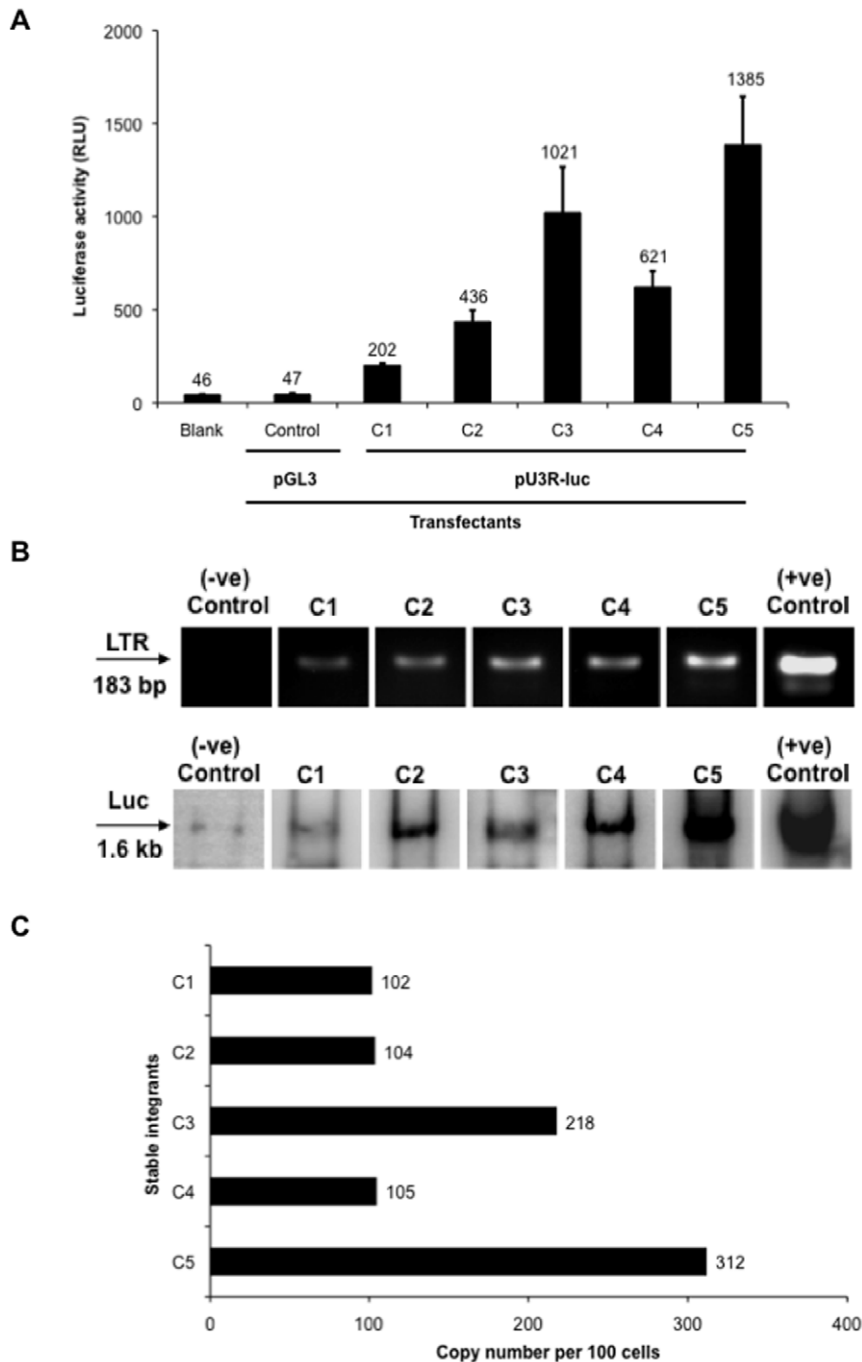 A
Luciferase activity (RLU)
2000
1500
1000
500
0
46
47
202
436
1021
621
1385
Blank Control C1 C2 C3 C4 C5
pGL3 pU3R-luc
Transfectants
B
(-ve) Control C1 C2 C3 C4 C5 (+ve) Control
LTR
183 bp
(-ve) Control C1 C2 C3 C4 C5 (+ve) Control
Luc
1.6 kb
C
Stable integrants
C1 102
C2 104
C3 218
C4 105
C5 312
0 100 200 300 400
Copy number per 100 cells